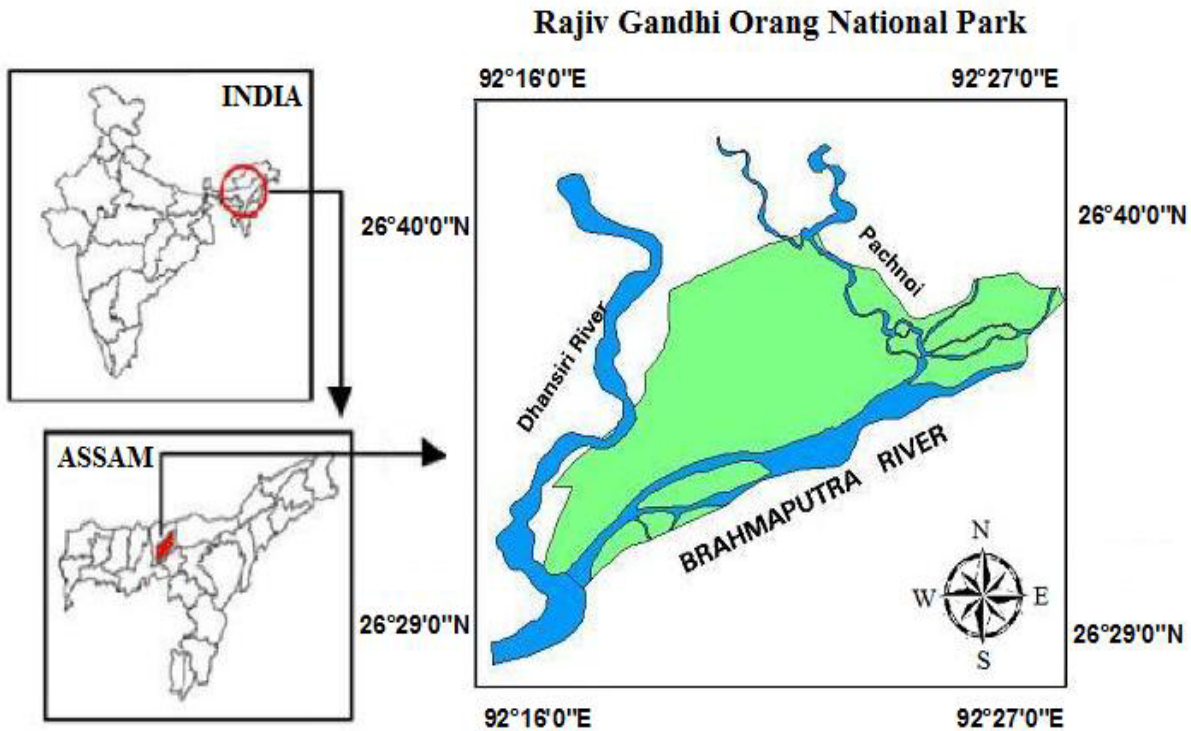 Rajiv Gandhi Orang National Park
92°16'0"E
92°27'0"E
INDIA
26°40'0"N
26°40'0"N
Pachnoi
Dhansiri River
ASSAM
BRAHMAPUTRA RIVER
N
W
E
S
26°29'0"N
26°29'0"N
92°16'0"E
92°27'0"E